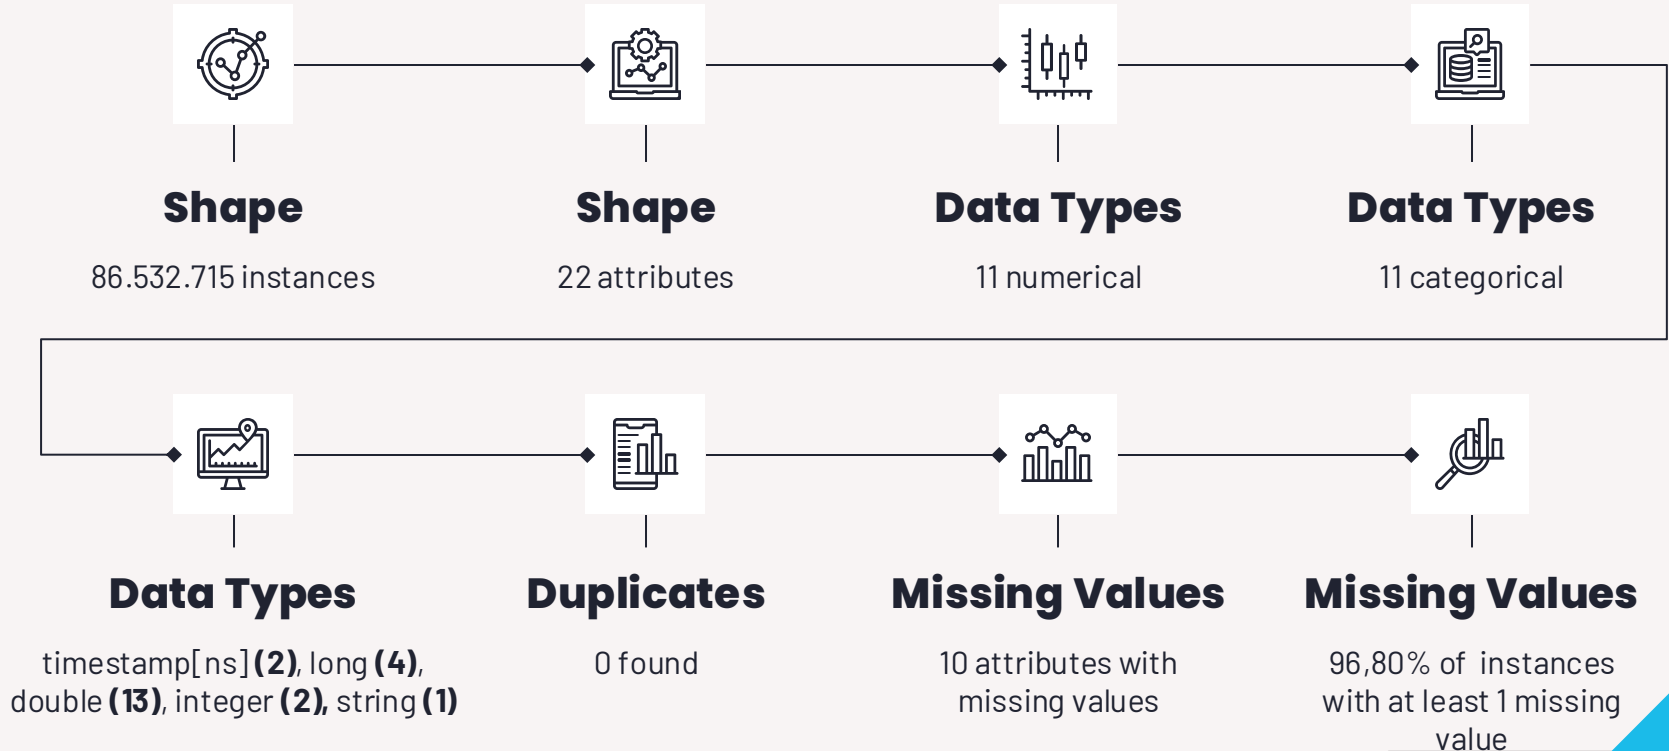 Shape
86.532.715 instances
Shape
22 attributes
Data Types
11 numerical
Data Types
11 categorical
Data Types
timestamp[ns] (2), long (4),
double (13), integer (2), string (1)
Duplicates
0 found
Missing Values
10 attributes with
missing values
Missing Values
96,80% of instances
with at least 1 missing
value